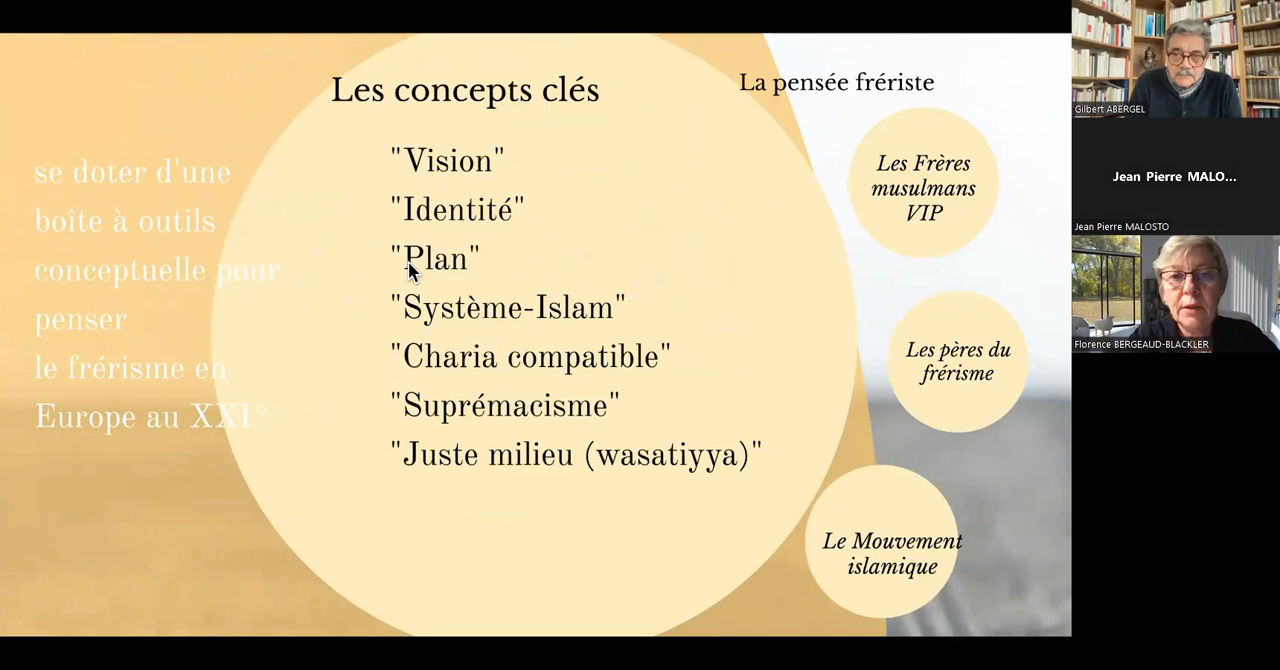 Les concepts clés
La pensée frériste
se doter d'une
boîte à outils
conceptuelle pour
penser
le frérisme en
Europe au XXI°
"Vision"
"Identité"
"Plan"
"Système-Islam"
"Charia compatible"
"Suprémacisme"
"Juste milieu (wasatiyya)"
Les Frères
musulmans
VIP
Les pères du
frérisme
Le Mouvement
islamique
Gilbert ABERGEL
Jean Pierre MALO...
Jean Pierre MALOSTO
Florence BERGEAUD-BLACKLER